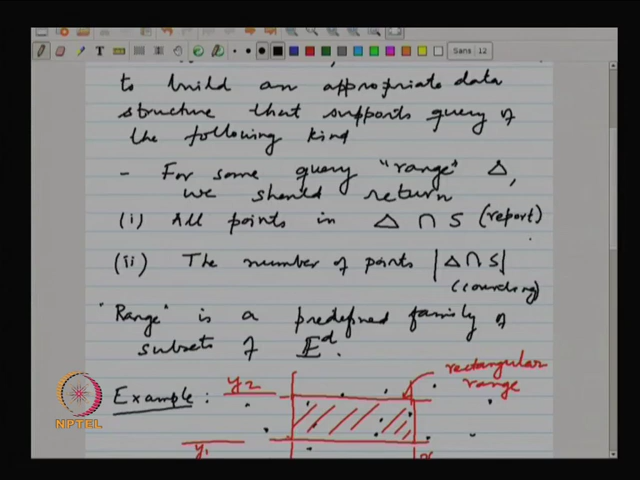 Sans 12
to build an appropriate data
structure that supports query of
the following kind
- For some query "range" Δ,
we should return
(i) All points in Δ ∩ S (report)
(ii) The number of points |Δ ∩ S|
(counting)
"Range" is a predefined family of
subsets of 𝔼^d.
Example : y2
rectangular
range
y1
NPTEL